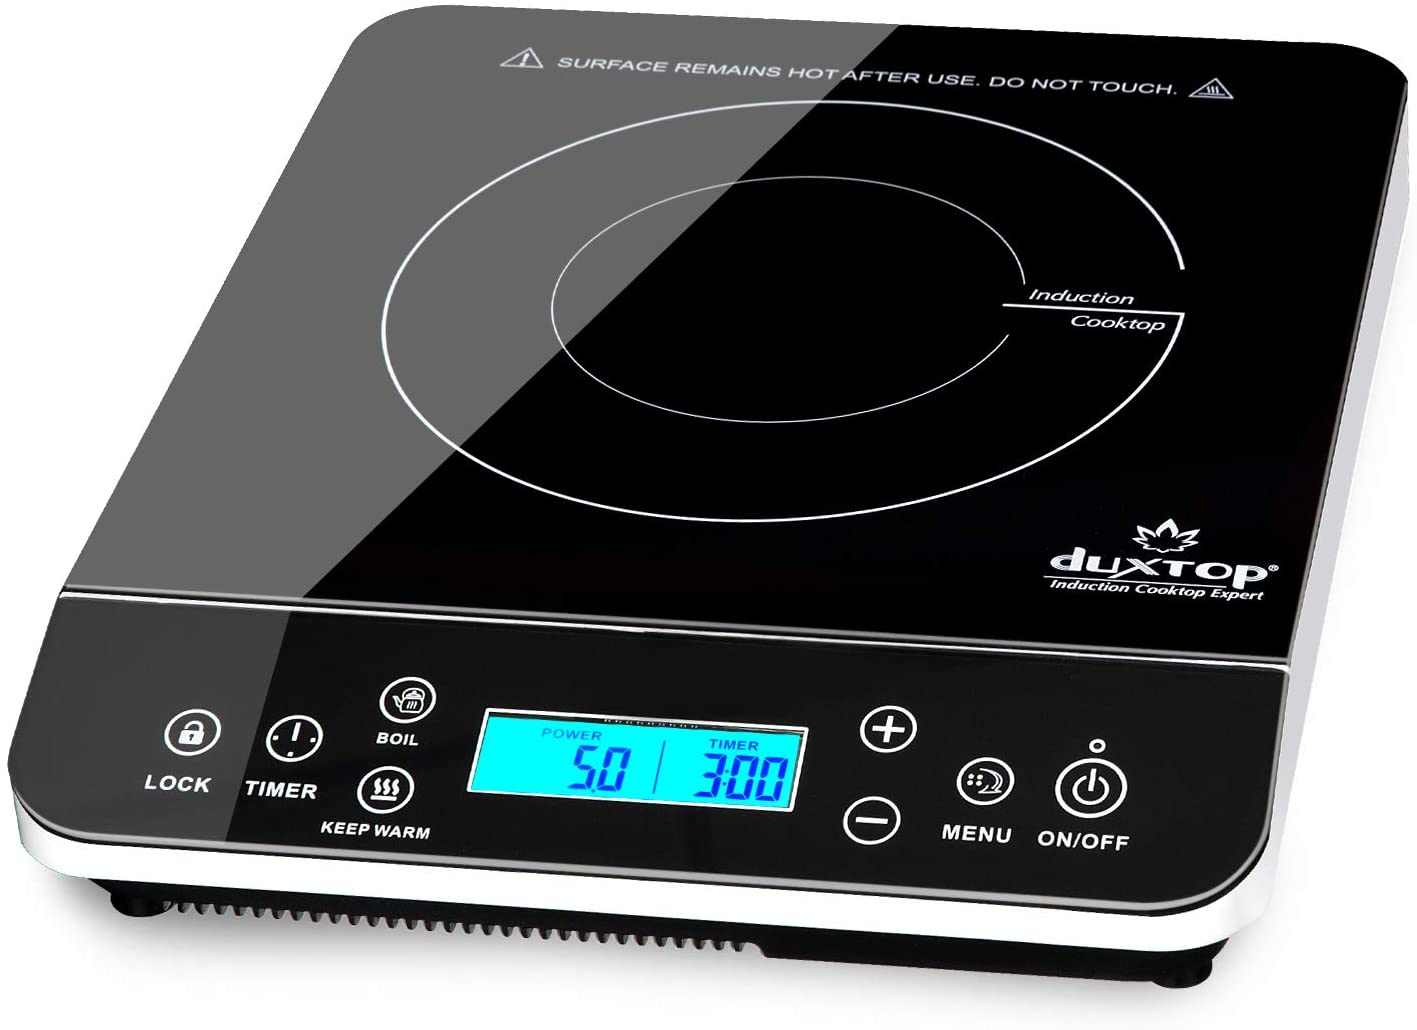 SURFACE REMAINS HOT AFTER USE. DO NOT TOUCH.
Induction
Cooktop
duxtop®
Induction Cooktop Expert
LOCK
TIMER
BOIL
KEEP WARM
POWER
5.0
TIMER
3:00
MENU
ON/OFF